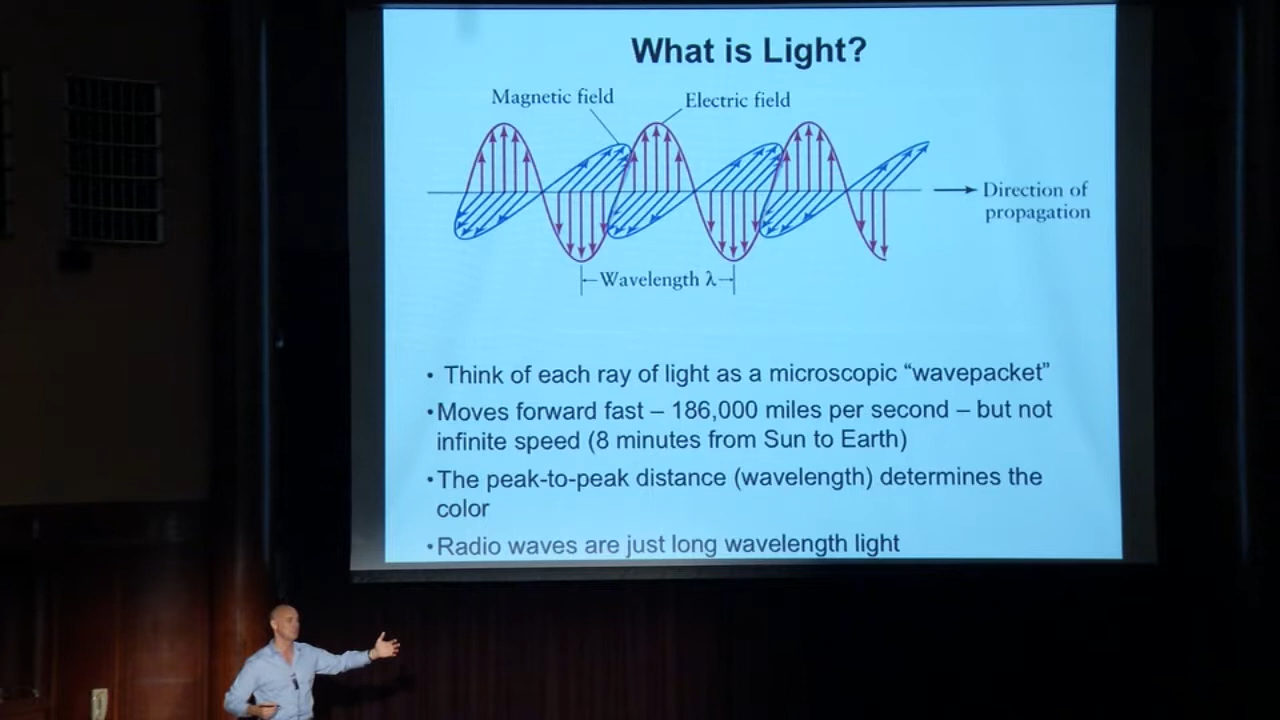 What is Light?
Magnetic field
Electric field
Direction of
propagation
Wavelength λ
• Think of each ray of light as a microscopic “wavepacket”
•Moves forward fast – 186,000 miles per second – but not
infinite speed (8 minutes from Sun to Earth)
•The peak-to-peak distance (wavelength) determines the
color
•Radio waves are just long wavelength light